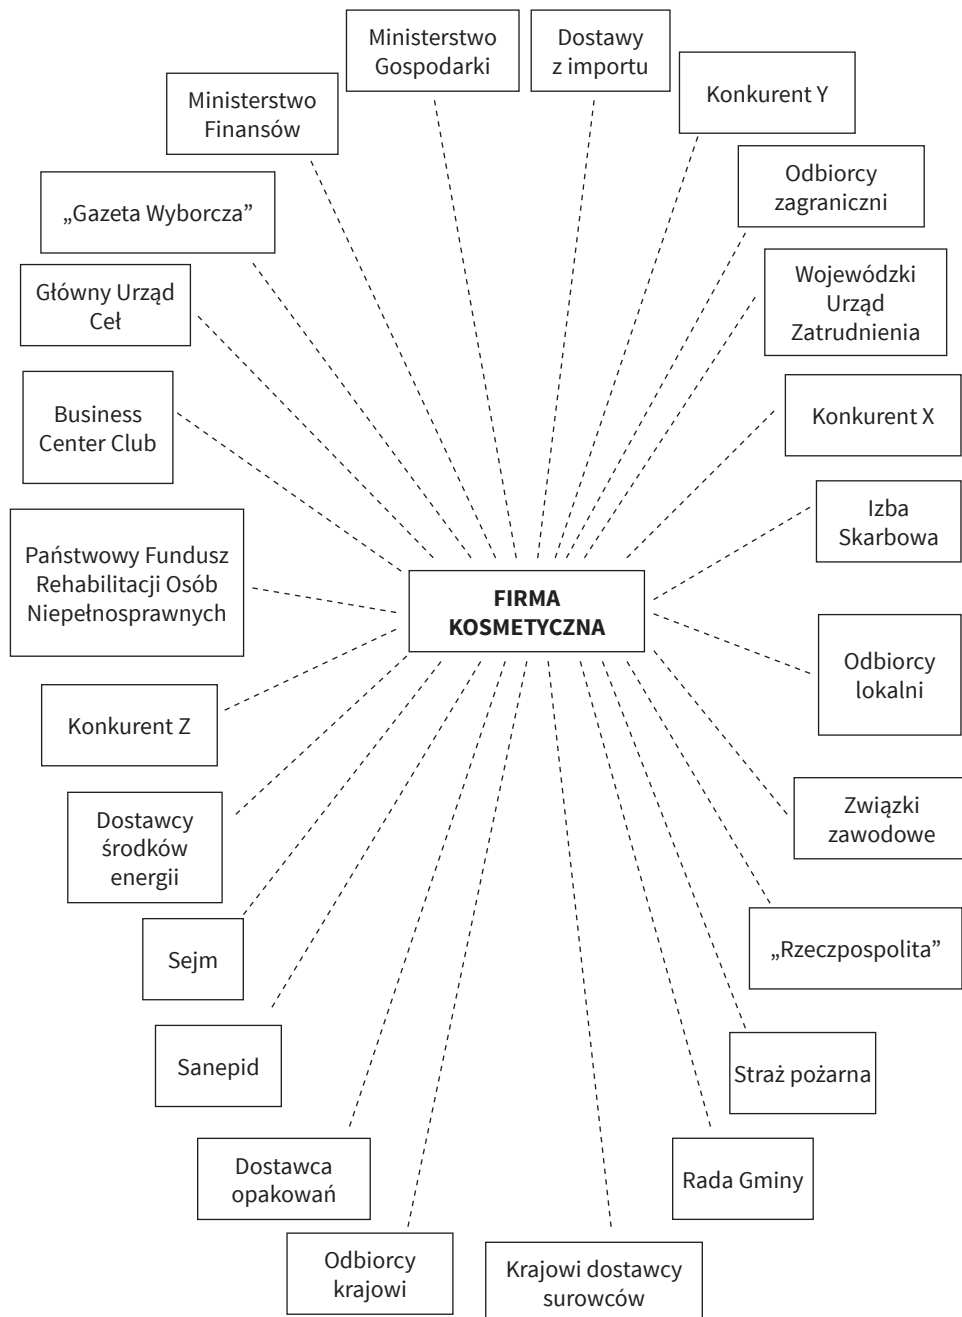 Ministerstwo
Gospodarki
Dostawy
z importu
Konkurent Y
Ministerstwo
Finansów
Odbiorcy
zagraniczni
„Gazeta Wyborcza”
Wojewódzki
Urząd
Zatrudnienia
Główny Urząd
Ceł
Business
Center Club
Konkurent X
Izba
Skarbowa
Państwowy Fundusz
Rehabilitacji Osób
Niepełnosprawnych
FIRMA
KOSMETYCZNA
Odbiorcy
lokalni
Konkurent Z
Związki
zawodowe
Dostawcy
środków
energii
„Rzeczpospolita”
Sejm
Sanepid
Straż pożarna
Dostawca
opakowań
Rada Gminy
Odbiorcy
krajowi
Krajowi dostawcy
surowców